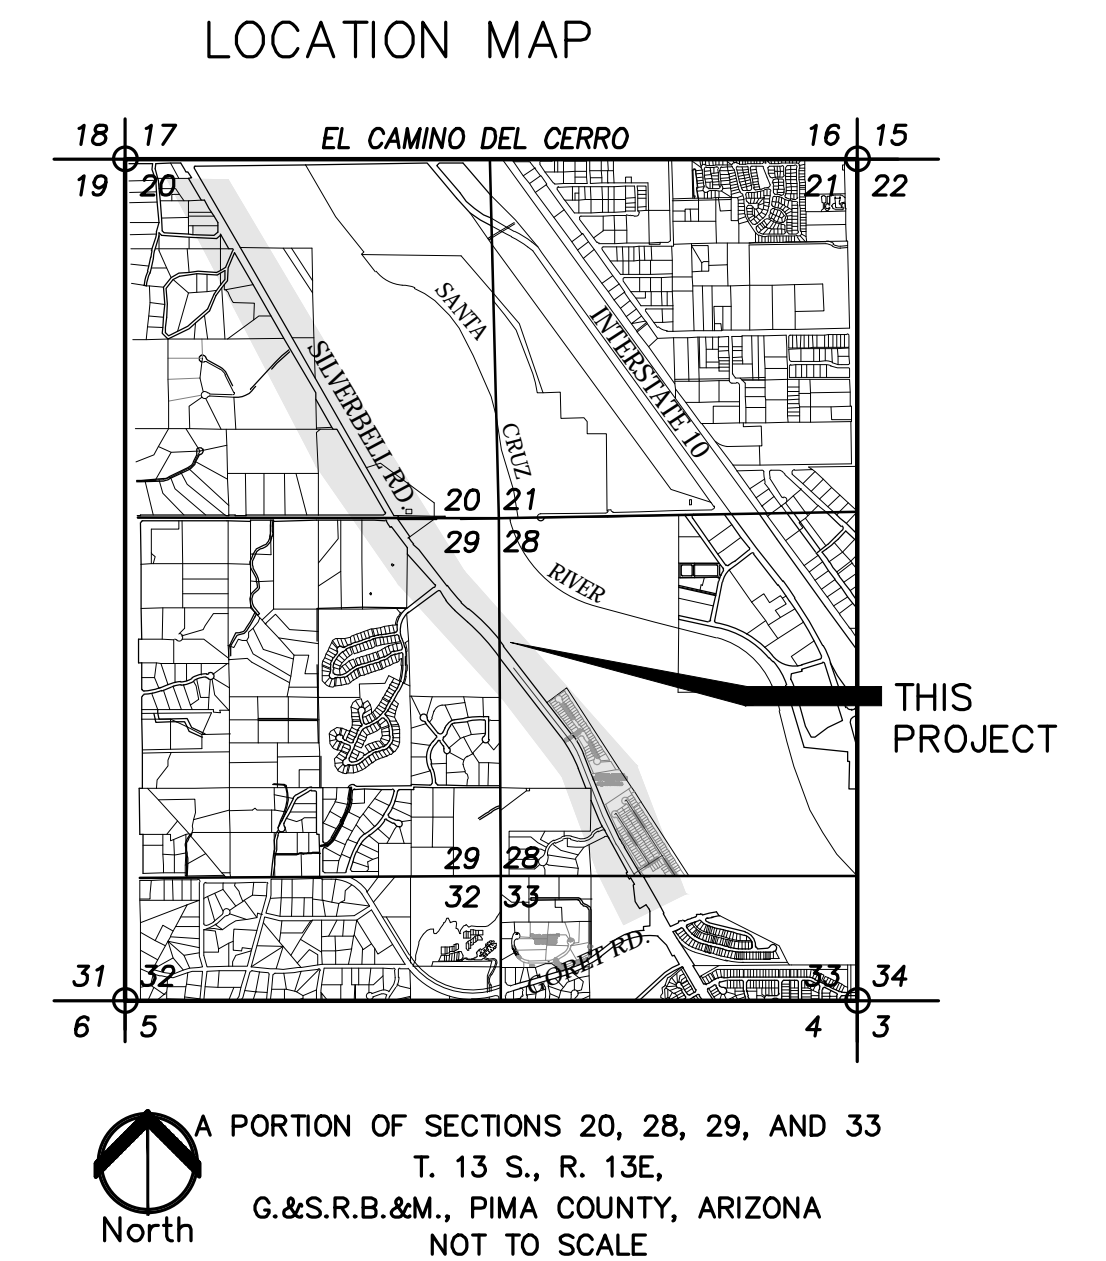 LOCATION MAP
18 17
EL CAMINO DEL CERRO
16 15
19 20
21 22
SANTA
INTERSTATE 10
SILVERBELL RD.
CRUZ
20 21
29 28
RIVER
THIS
PROJECT
29 28
32 33
GORET RD.
31 32
33 34
6 5
4 3
A PORTION OF SECTIONS 20, 28, 29, AND 33
T. 13 S., R. 13E,
G.&S.R.B.&M., PIMA COUNTY, ARIZONA
NOT TO SCALE
North